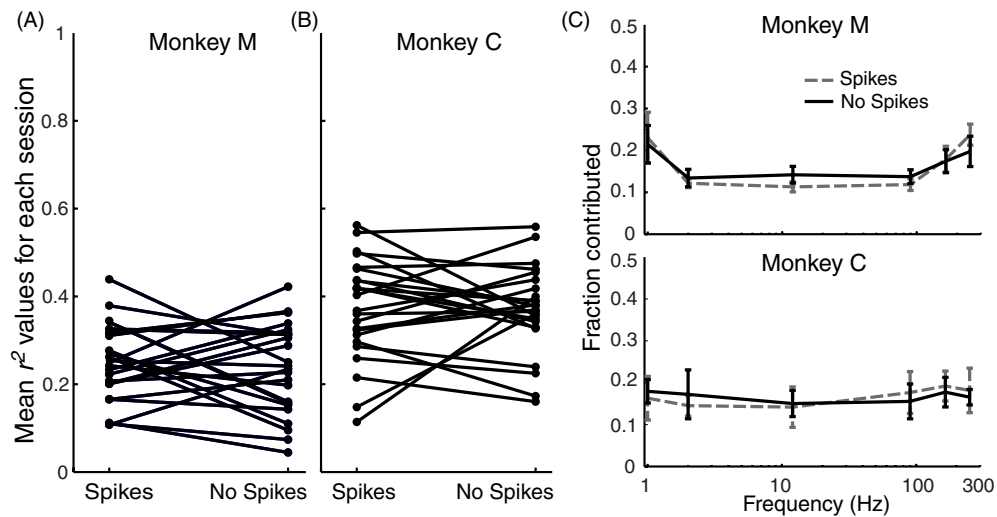 (A)
Monkey M
Mean r² values for each session
1
0.8
0.6
0.4
0.2
0
Spikes
No Spikes
(B)
Monkey C
Spikes
No Spikes
(C)
Monkey M
Fraction contributed
0.5
0.4
0.3
0.2
0.1
0
Spikes
No Spikes
Monkey C
0.5
0.4
0.3
0.2
0.1
0
1
10
100
300
Frequency (Hz)